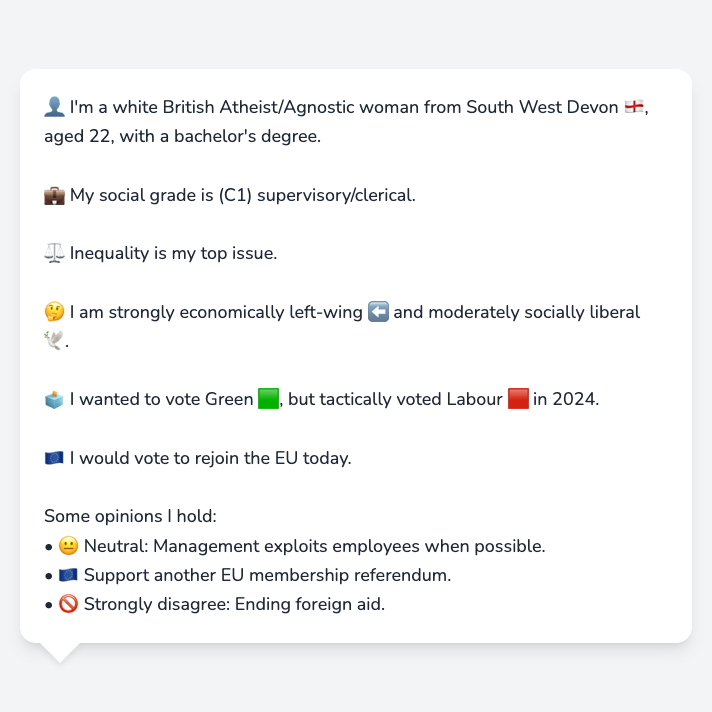 👤 I'm a white British Atheist/Agnostic woman from South West Devon 🏴󠁧󠁢󠁥󠁮󠁧󠁿,
aged 22, with a bachelor's degree.
💼 My social grade is (C1) supervisory/clerical.
⚖️ Inequality is my top issue.
🤔 I am strongly economically left-wing ⬅️ and moderately socially liberal
🕊️.
🗳️ I wanted to vote Green 🟩, but tactically voted Labour 🟥 in 2024.
🇪🇺 I would vote to rejoin the EU today.
Some opinions I hold:
• 😐 Neutral: Management exploits employees when possible.
• 🇪🇺 Support another EU membership referendum.
• 🚫 Strongly disagree: Ending foreign aid.